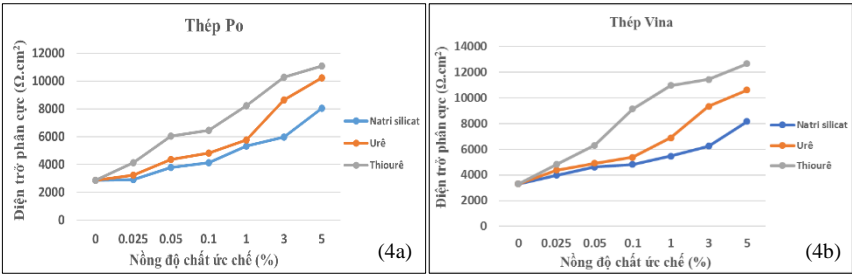 Thép Po
Điện trở phân cực (Ω.cm²)
12000
10000
8000
6000
4000
2000
0
0 0.025 0.05 0.1 1 3 5
Nồng độ chất ức chế (%)
Natri silicat
Urê
Thiourê
(4a)
Thép Vina
Điện trở phân cực (Ω.cm²)
14000
12000
10000
8000
6000
4000
2000
0
0 0.025 0.05 0.1 1 3 5
Nồng độ chất ức chế (%)
Natri silicat
Urê
Thiourê
(4b)